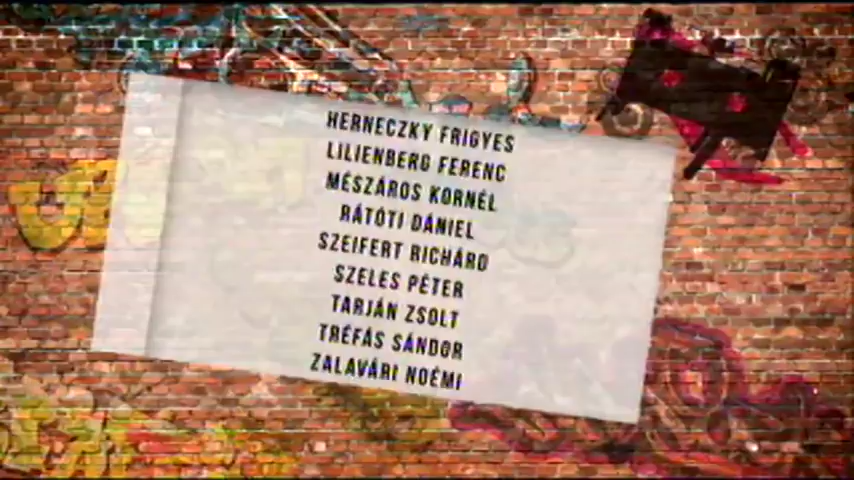 HERNECZKY FRIGYES
LILIENBERG FERENC
MÉSZÁROS KORNÉL
RÁTÓTI DÁNIEL
SZEIFERT RICHÁRD
SZELES PÉTER
TARJÁN ZSOLT
TRÉFÁS SÁNDOR
ZALAVÁRI NOÉMI